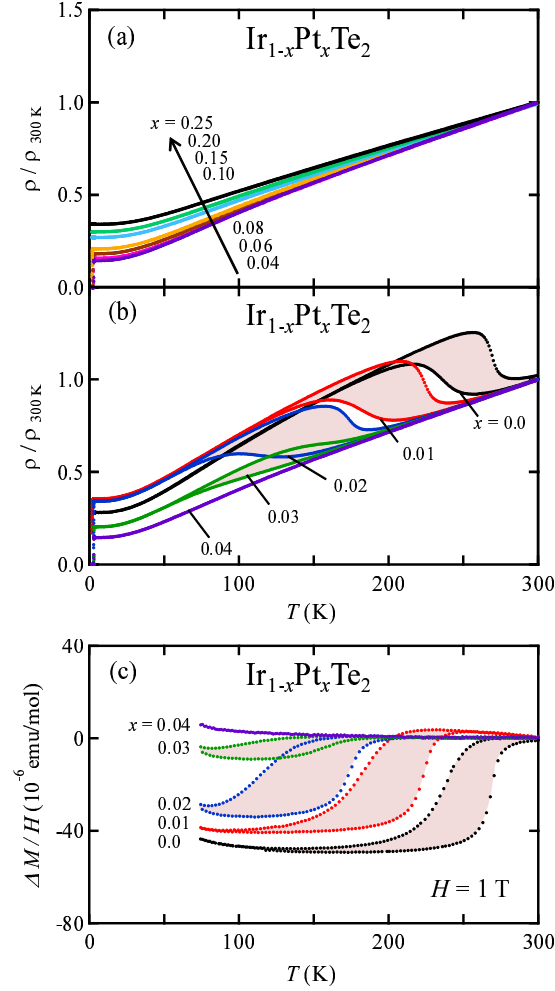 1.5
(a)
Ir1-xPtxTe2
1.0
x = 0.25
0.20
0.15
0.10
0.5
0.08
0.06
0.04
0.0
ρ / ρ 300 K
(b)
Ir1-xPtxTe2
1.0
x = 0.0
0.01
0.5
0.02
0.03
0.04
0.0
ρ / ρ 300 K
0 100 200 300
T (K)
40
(c)
Ir1-xPtxTe2
x = 0.04
0
0.03
0.02
0.01
-40
0.0
H = 1 T
-80
ΔM / H (10-6 emu/mol)
0 100 200 300
T (K)